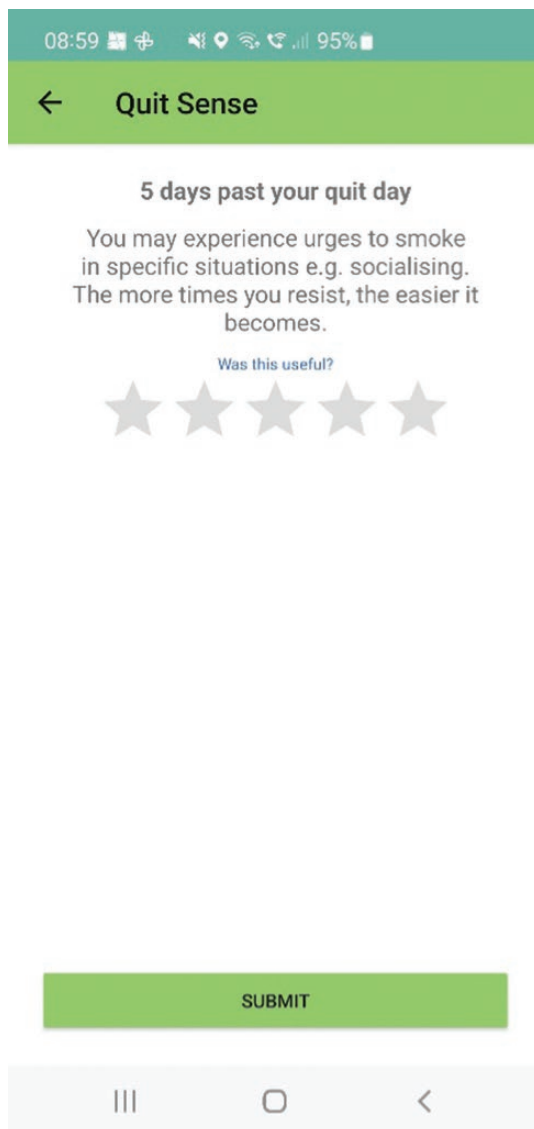 08:59 95%
Quit Sense
5 days past your quit day
You may experience urges to smoke
in specific situations e.g. socialising.
The more times you resist, the easier it
becomes.
Was this useful?
SUBMIT